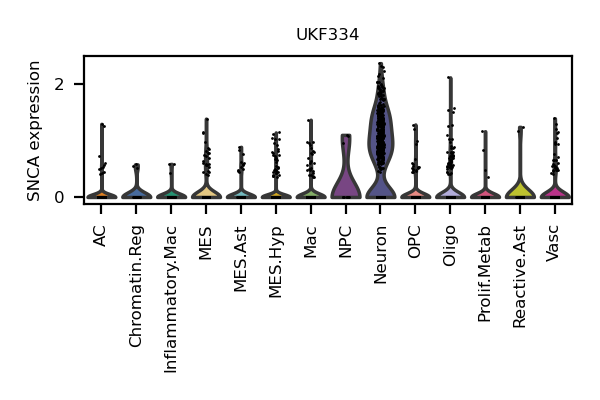 UKF334
SNCA expression
2
0
AC
Chromatin.Reg
Inflammatory.Mac
MES
MES.Ast
MES.Hyp
Mac
NPC
Neuron
OPC
Oligo
Prolif.Metab
Reactive.Ast
Vasc